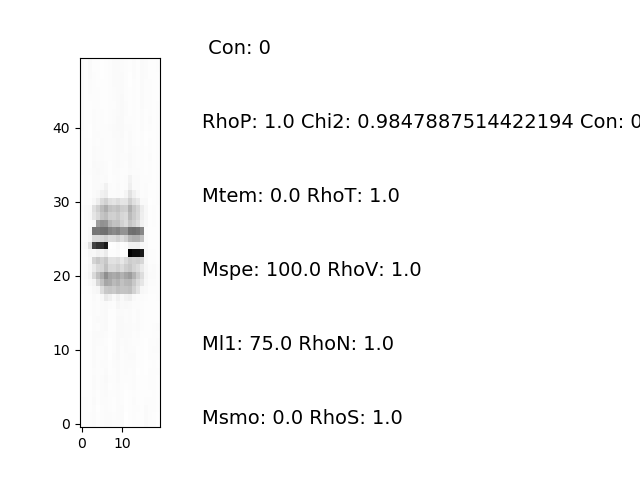 Con: 0
RhoP: 1.0 Chi2: 0.9847887514422194 Con: 0
Mtem: 0.0 RhoT: 1.0
Mspe: 100.0 RhoV: 1.0
Ml1: 75.0 RhoN: 1.0
Msmo: 0.0 RhoS: 1.0
40
30
20
10
0
0 10